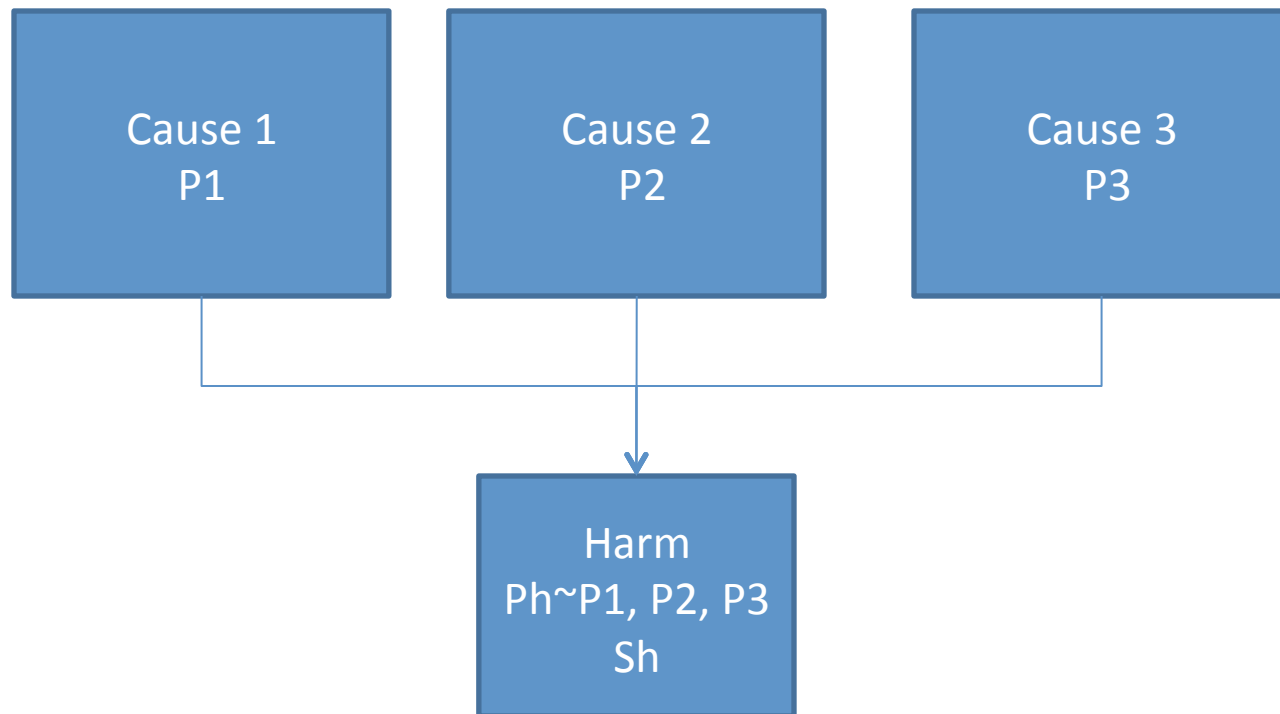 Cause 1
P1
Cause 2
P2
Cause 3
P3
Harm
Ph~P1, P2, P3
Sh